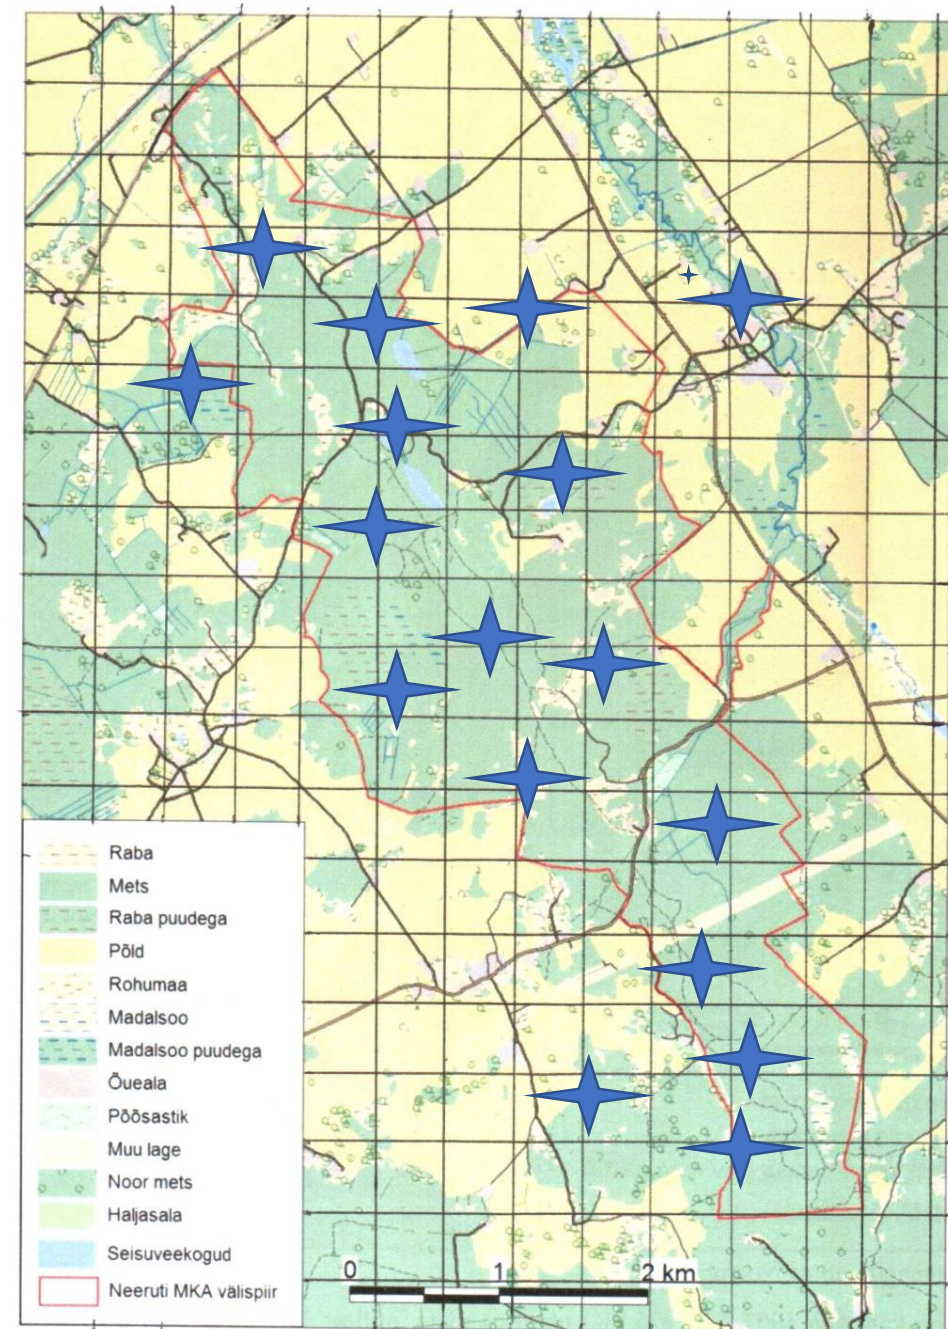 Raba
Mets
Raba puudega
Põld
Rohumaa
Madalsoo
Madalsoo puudega
Õueala
Põõsastik
Muu lage
Noor mets
Haljasala
Seisuveekogud
Neeruti MKA välispiir
0 1 2 km